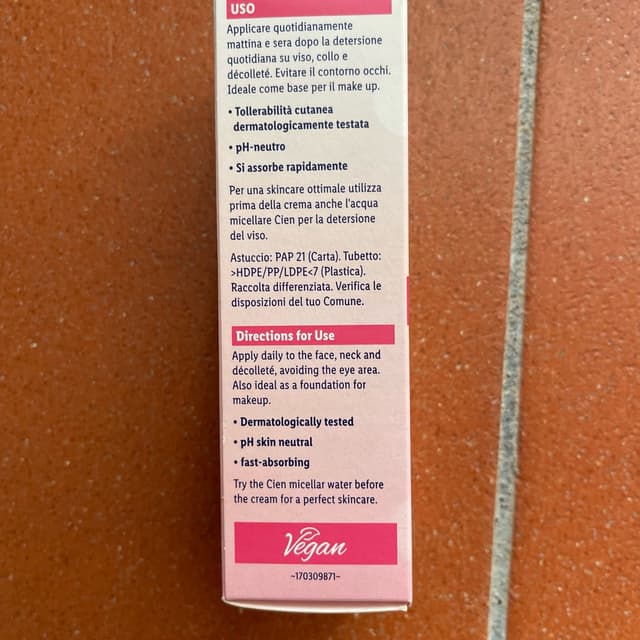 USO
Applicare quotidianamente
mattina e sera dopo la detersione
quotidiana su viso, collo e
décolleté. Evitare il contorno occhi.
Ideale come base per il make up.
• Tollerabilità cutanea
dermatologicamente testata
• pH-neutro
• Si assorbe rapidamente
Per una skincare ottimale utilizza
prima della crema anche l'acqua
micellare Cien per la detersione
del viso.
Astuccio: PAP 21 (Carta). Tubetto:
>HDPE/PP/LDPE<7 (Plastica).
Raccolta differenziata. Verifica le
disposizioni del tuo Comune.
Directions for Use
Apply daily to the face, neck and
décolleté, avoiding the eye area.
Also ideal as a foundation for
makeup.
• Dermatologically tested
• pH skin neutral
• fast-absorbing
Try the Cien micellar water before
the cream for a perfect skincare.
Vegan
~170309871~